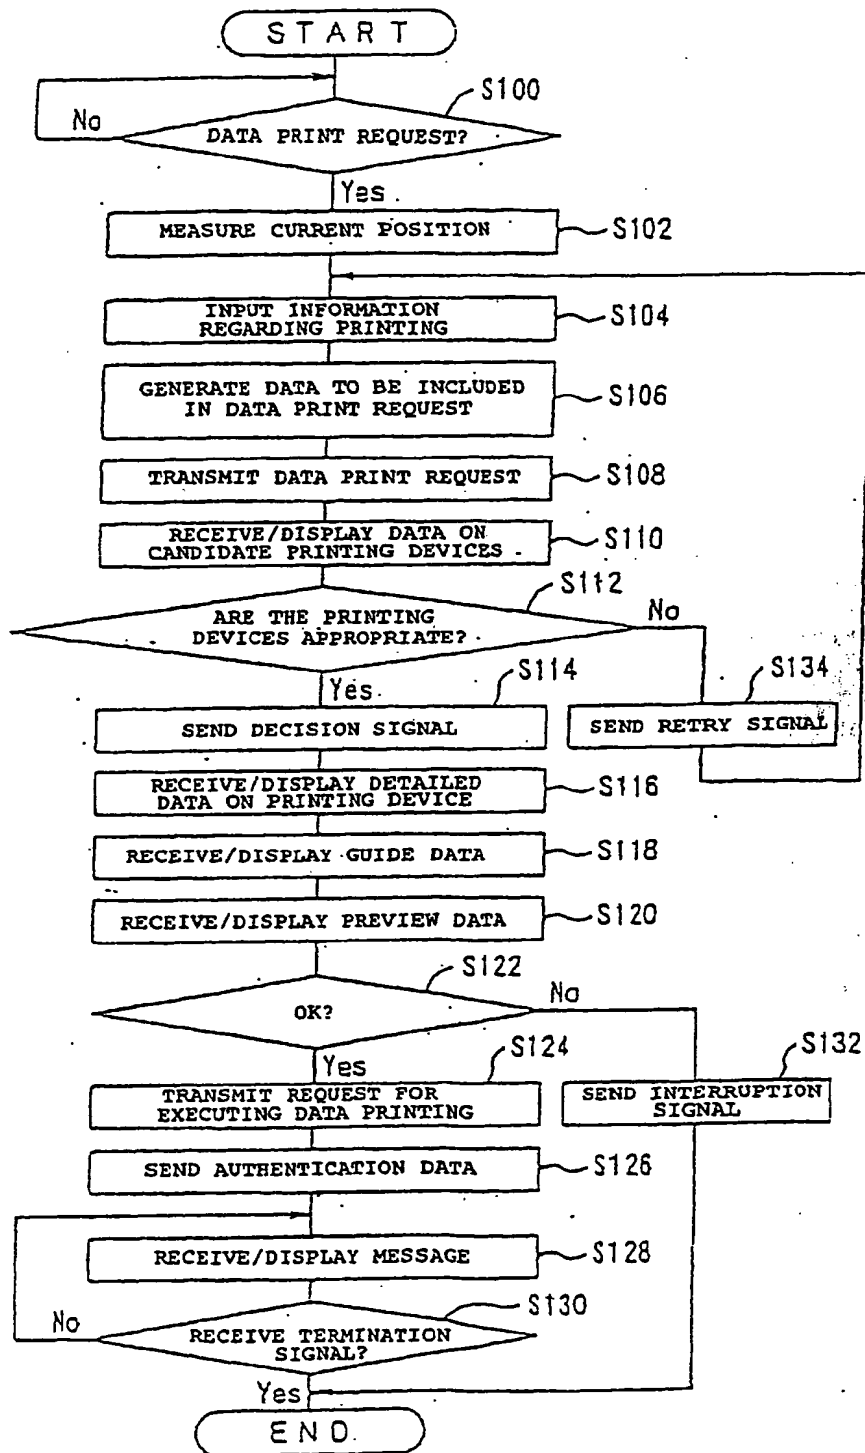 START
S100
No
DATA PRINT REQUEST?
Yes
MEASURE CURRENT POSITION
S102
INPUT INFORMATION
REGARDING PRINTING
S104
GENERATE DATA TO BE INCLUDED
IN DATA PRINT REQUEST
S106
TRANSMIT DATA PRINT REQUEST
S108
RECEIVE/DISPLAY DATA ON
CANDIDATE PRINTING DEVICES
S110
S112
ARE THE PRINTING
DEVICES APPROPRIATE?
No
Yes
S114
S134
SEND DECISION SIGNAL
SEND RETRY SIGNAL
RECEIVE/DISPLAY DETAILED
DATA ON PRINTING DEVICE
S116
RECEIVE/DISPLAY GUIDE DATA
S118
RECEIVE/DISPLAY PREVIEW DATA
S120
S122
OK?
No
Yes
S124
S132
TRANSMIT REQUEST FOR
EXECUTING DATA PRINTING
SEND INTERRUPTION
SIGNAL
SEND AUTHENTICATION DATA
S126
RECEIVE/DISPLAY MESSAGE
S128
S130
No
RECEIVE TERMINATION
SIGNAL?
Yes
END